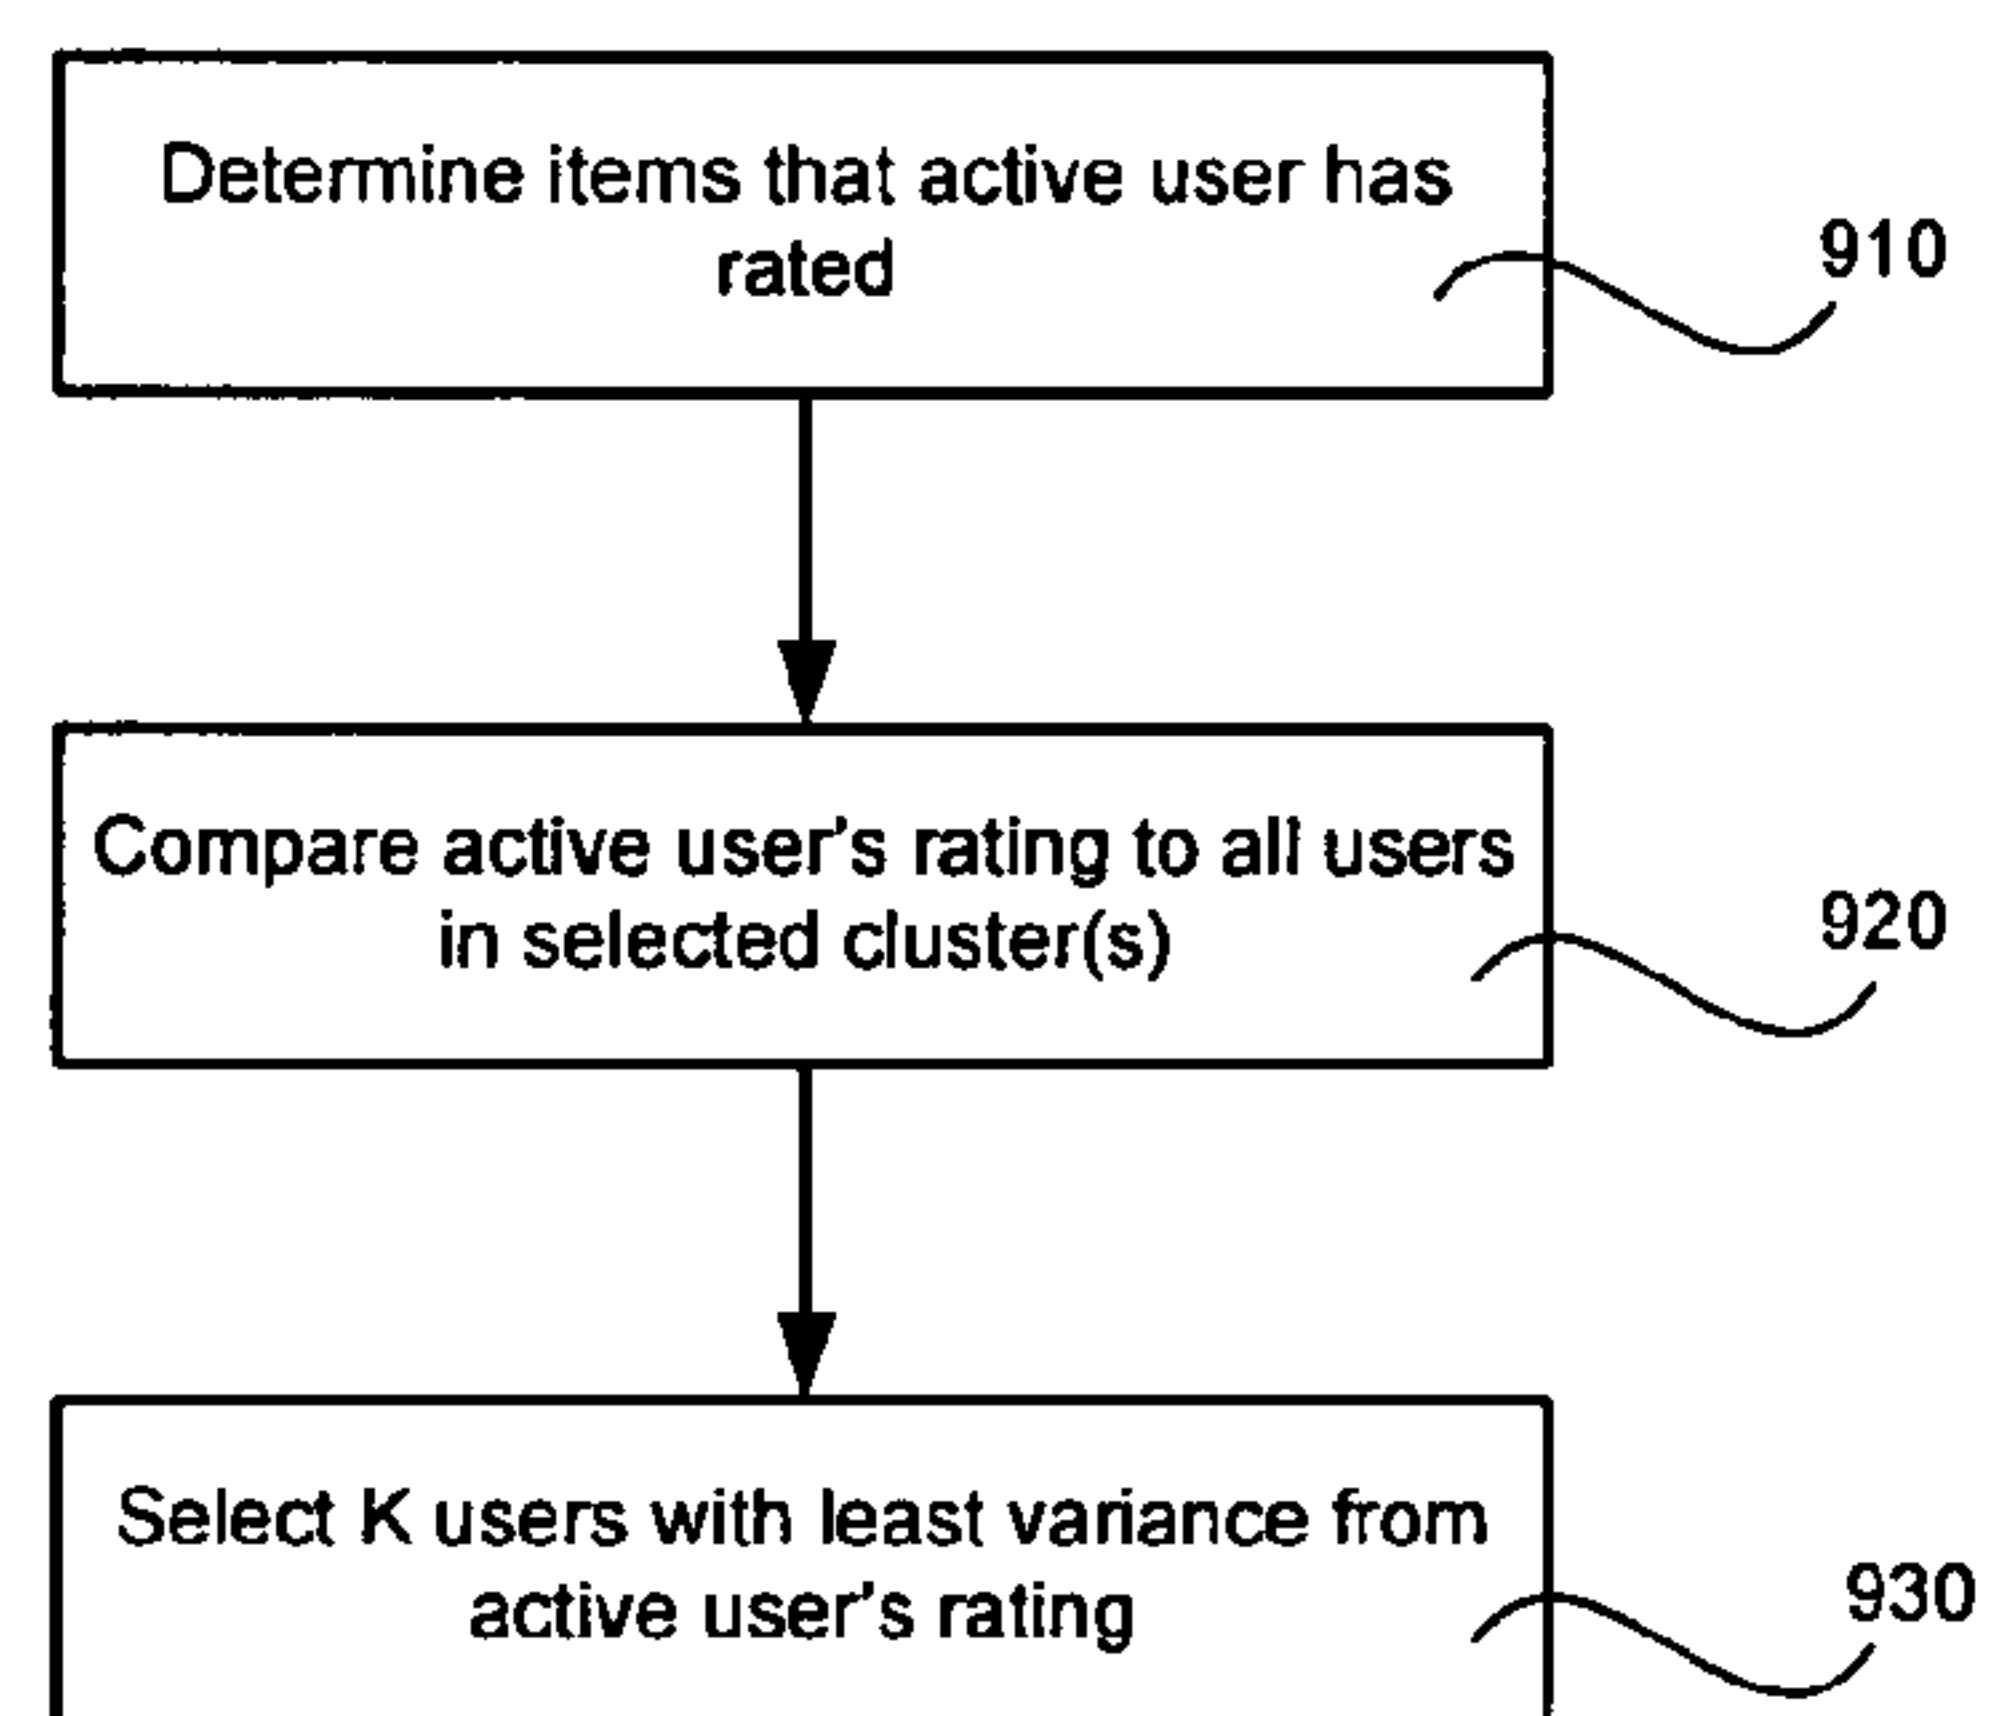 Determine items that active user has
rated
910
Compare active user's rating to all users
in selected cluster(s)
920
Select K users with least variance from
active user's rating
930